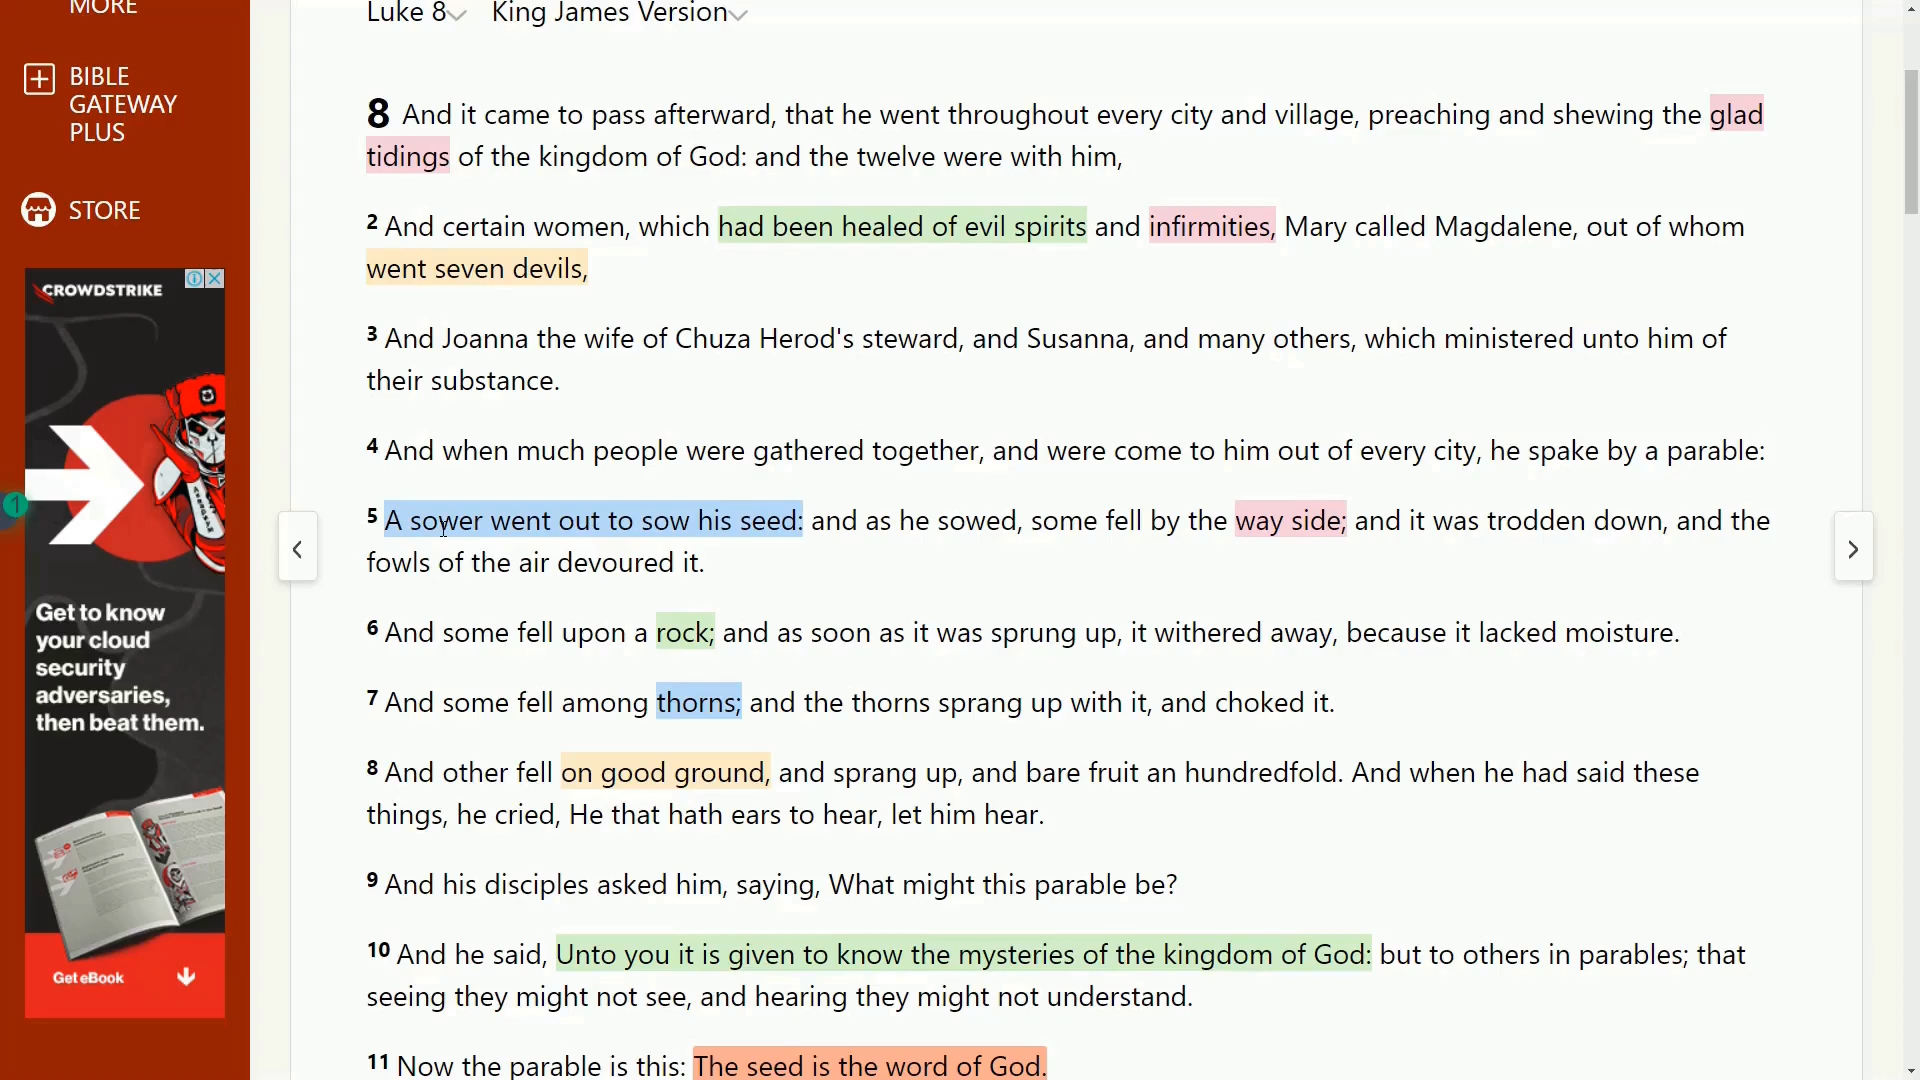 MORE
BIBLE
GATEWAY
PLUS
STORE
CROWDSTRIKE
Get to know
your cloud
security
adversaries,
then beat them.
Get eBook
1
Luke 8 King James Version
8 And it came to pass afterward, that he went throughout every city and village, preaching and shewing the glad
tidings of the kingdom of God: and the twelve were with him,
2 And certain women, which had been healed of evil spirits and infirmities, Mary called Magdalene, out of whom
went seven devils,
3 And Joanna the wife of Chuza Herod's steward, and Susanna, and many others, which ministered unto him of
their substance.
4 And when much people were gathered together, and were come to him out of every city, he spake by a parable:
5 A sower went out to sow his seed: and as he sowed, some fell by the way side; and it was trodden down, and the
fowls of the air devoured it.
6 And some fell upon a rock; and as soon as it was sprung up, it withered away, because it lacked moisture.
7 And some fell among thorns; and the thorns sprang up with it, and choked it.
8 And other fell on good ground, and sprang up, and bare fruit an hundredfold. And when he had said these
things, he cried, He that hath ears to hear, let him hear.
9 And his disciples asked him, saying, What might this parable be?
10 And he said, Unto you it is given to know the mysteries of the kingdom of God: but to others in parables; that
seeing they might not see, and hearing they might not understand.
11 Now the parable is this: The seed is the word of God.